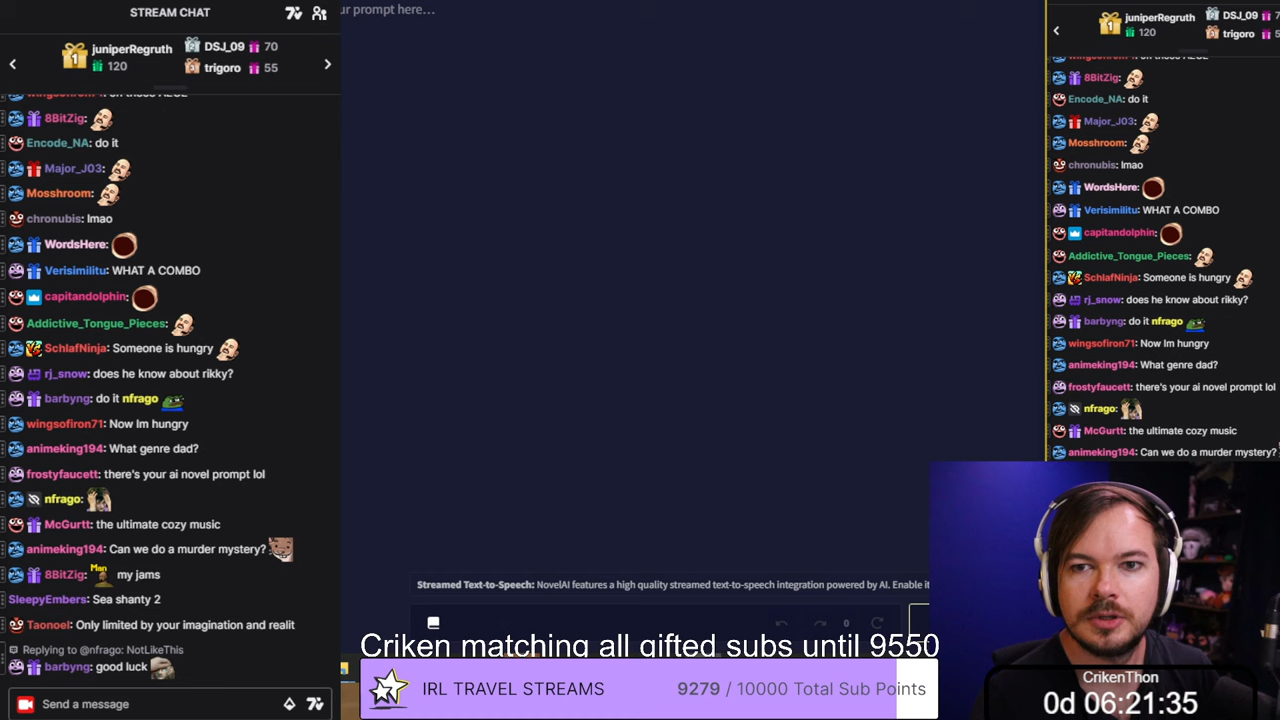 STREAM CHAT
juniperRegruth
120
DSJ_09 70
trigoro 55
8BitZig:
Encode_NA: do it
Major_J03:
Mosshroom:
chronubis: lmao
WordsHere:
Verisimilitu: WHAT A COMBO
capitandolphin:
Addictive_Tongue_Pieces:
SchlafNinja: Someone is hungry
rj_snow: does he know about rikky?
barbyng: do it nfrago
wingsofiron71: Now Im hungry
animeking194: What genre dad?
frostyfaucett: there's your ai novel prompt lol
nfrago:
McGurtt: the ultimate cozy music
animeking194: Can we do a murder mystery?
8BitZig: Man my jams
SleepyEmbers: Sea shanty 2
Taonoel: Only limited by your imagination and realit
Replying to @nfrago: NotLikeThis
barbyng: good luck
Send a message
ur prompt here...
Streamed Text-to-Speech: NovelAI features a high quality streamed text-to-speech integration powered by AI. Enable it
0
Criken matching all gifted subs until 9550
IRL TRAVEL STREAMS 9279 / 10000 Total Sub Points
juniperRegruth
120
DSJ_09 7
trigoro 5
8BitZig:
Encode_NA: do it
Major_J03:
Mosshroom:
chronubis: lmao
WordsHere:
Verisimilitu: WHAT A COMBO
capitandolphin:
Addictive_Tongue_Pieces:
SchlafNinja: Someone is hungry
rj_snow: does he know about rikky?
barbyng: do it nfrago
wingsofiron71: Now Im hungry
animeking194: What genre dad?
frostyfaucett: there's your ai novel prompt lol
nfrago:
McGurtt: the ultimate cozy music
animeking194: Can we do a murder mystery?
CrikenThon
0d 06:21:35